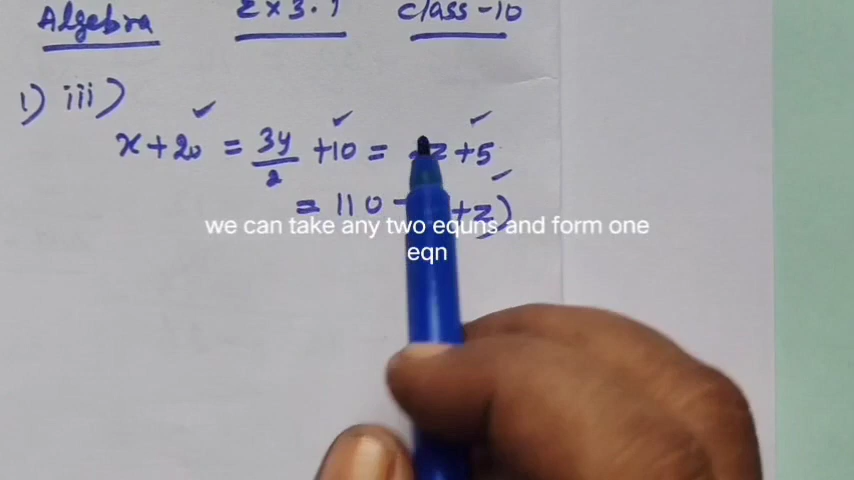 Algebra Ex 3.1 class-10
1) iii)
x+20 = 3y/2 +10 = z+5
= 110 - +z)
we can take any two equns and form one
eqn